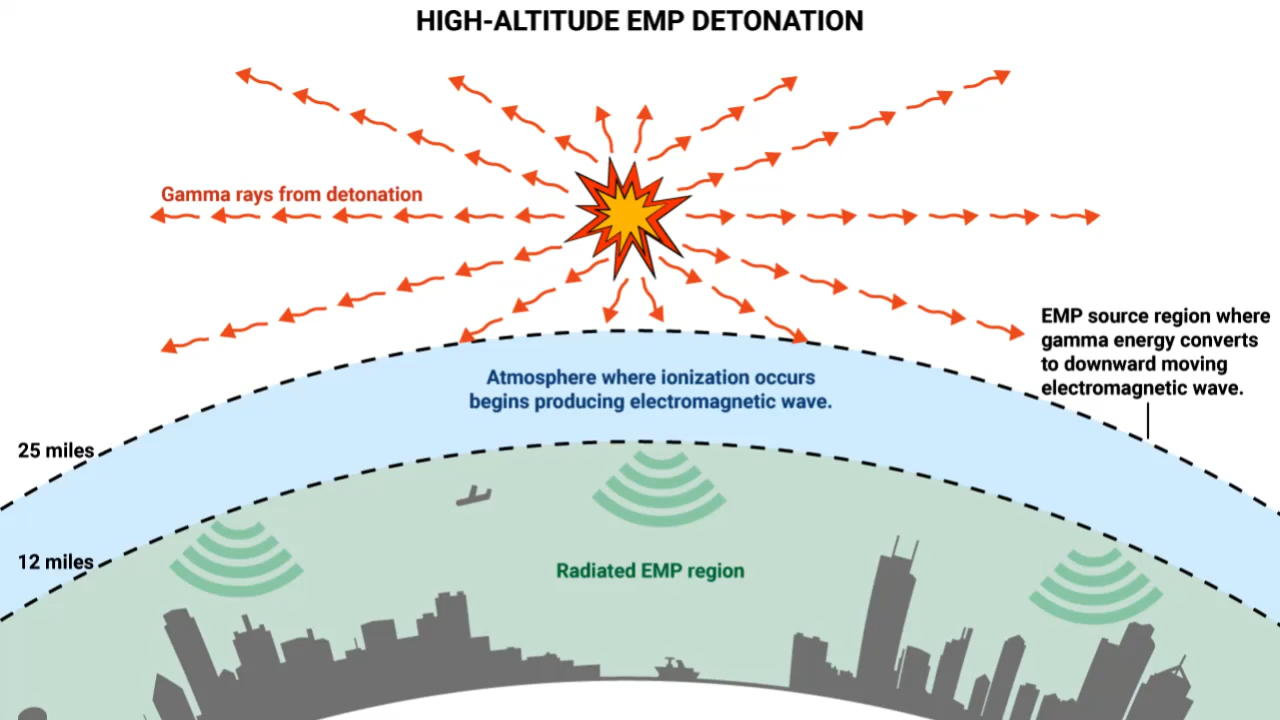 HIGH-ALTITUDE EMP DETONATION
Gamma rays from detonation
EMP source region where
gamma energy converts
to downward moving
electromagnetic wave.
Atmosphere where ionization occurs
begins producing electromagnetic wave.
25 miles
12 miles
Radiated EMP region